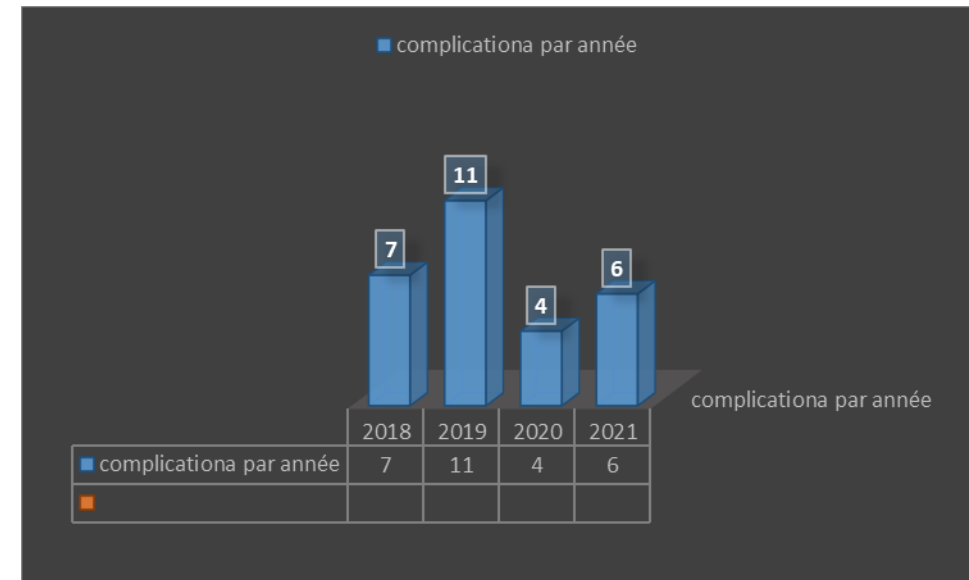 complicationa par année
11
7
6
4
complicationa par année
2018 2019 2020 2021
complicationa par année 7 11 4 6